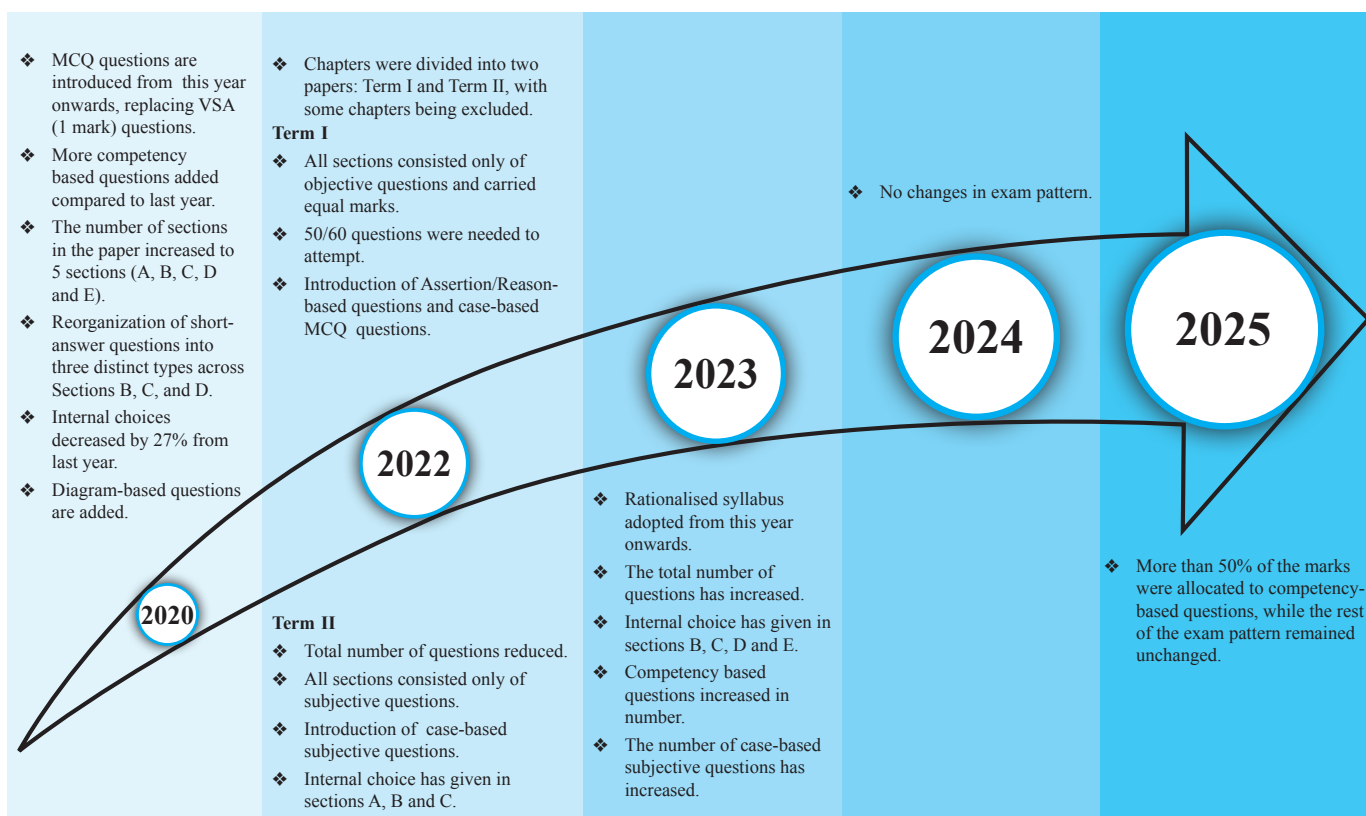 ❖ MCQ questions are
introduced from this year
onwards, replacing VSA
(1 mark) questions.
❖ More competency
based questions added
compared to last year.
❖ The number of sections
in the paper increased to
5 sections (A, B, C, D
and E).
❖ Reorganization of short-
answer questions into
three distinct types across
Sections B, C, and D.
❖ Internal choices
decreased by 27% from
last year.
❖ Diagram-based questions
are added.
2020
❖ Chapters were divided into two
papers: Term I and Term II, with
some chapters being excluded.
Term I
❖ All sections consisted only of
objective questions and carried
equal marks.
❖ 50/60 questions were needed to
attempt.
❖ Introduction of Assertion/Reason-
based questions and case-based
MCQ questions.
2022
Term II
❖ Total number of questions reduced.
❖ All sections consisted only of
subjective questions.
❖ Introduction of case-based
subjective questions.
❖ Internal choice has given in
sections A, B and C.
2023
❖ Rationalised syllabus
adopted from this year
onwards.
❖ The total number of
questions has increased.
❖ Internal choice has given in
sections B, C, D and E.
❖ Competency based
questions increased in
number.
❖ The number of case-based
subjective questions has
increased.
❖ No changes in exam pattern.
2024
2025
❖ More than 50% of the marks
were allocated to competency-
based questions, while the rest
of the exam pattern remained
unchanged.